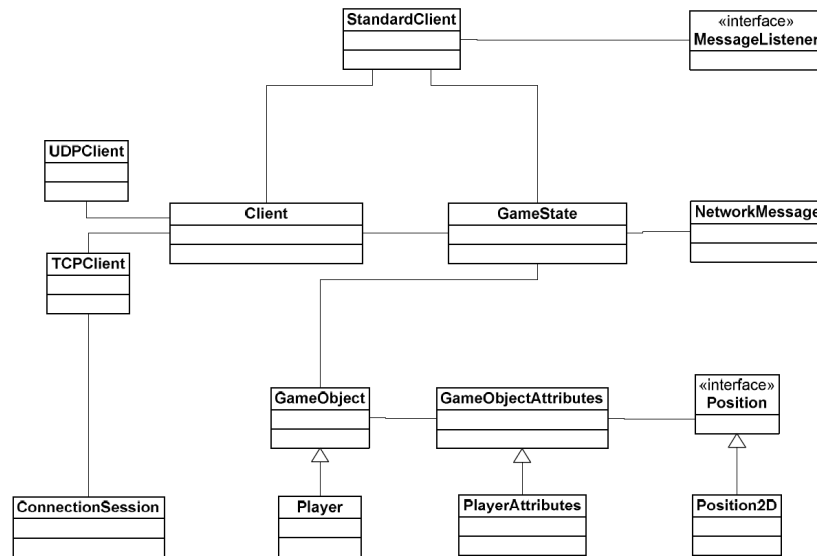 StandardClient
«interface»
MessageListener
UDPClient
Client
GameState
NetworkMessage
TCPClient
GameObject
GameObjectAttributes
«interface»
Position
ConnectionSession
Player
PlayerAttributes
Position2D